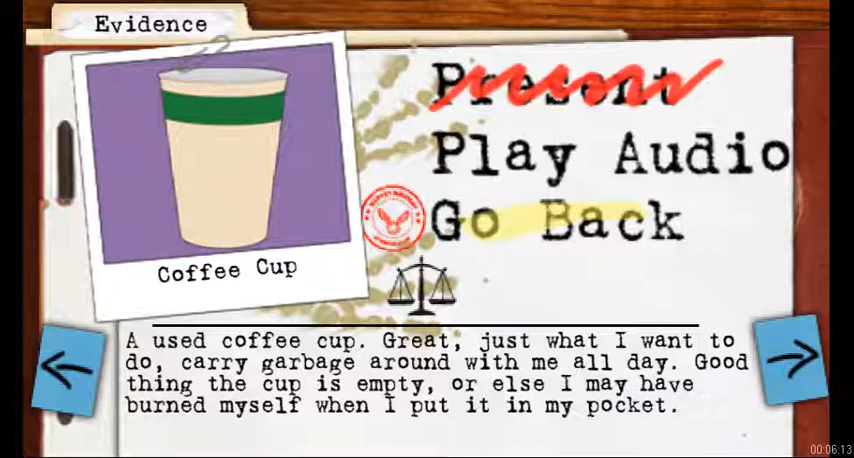 Evidence
Present
Play Audio
Go Back
Coffee Cup
A used coffee cup. Great, just what I want to
do, carry garbage around with me all day. Good
thing the cup is empty, or else I may have
burned myself when I put it in my pocket.
00:06:13